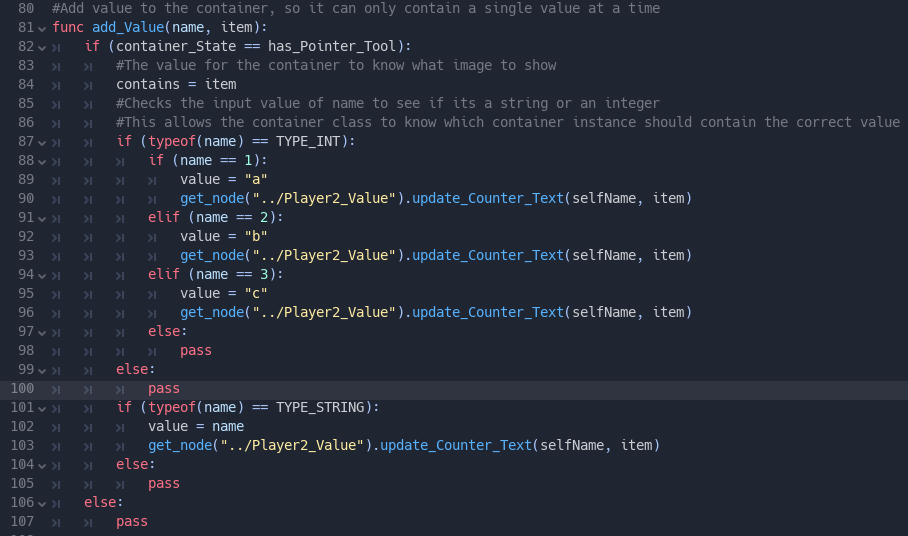 80 #Add value to the container, so it can only contain a single value at a time
81 func add_Value(name, item):
82 if (container_State == has_Pointer_Tool):
83 #The value for the container to know what image to show
84 contains = item
85 #Checks the input value of name to see if its a string or an integer
86 #This allows the container class to know which container instance should contain the correct value
87 if (typeof(name) == TYPE_INT):
88 if (name == 1):
89 value = "a"
90 get_node("../Player2_Value").update_Counter_Text(selfName, item)
91 elif (name == 2):
92 value = "b"
93 get_node("../Player2_Value").update_Counter_Text(selfName, item)
94 elif (name == 3):
95 value = "c"
96 get_node("../Player2_Value").update_Counter_Text(selfName, item)
97 else:
98 pass
99 else:
100 pass
101 if (typeof(name) == TYPE_STRING):
102 value = name
103 get_node("../Player2_Value").update_Counter_Text(selfName, item)
104 else:
105 pass
106 else:
107 pass